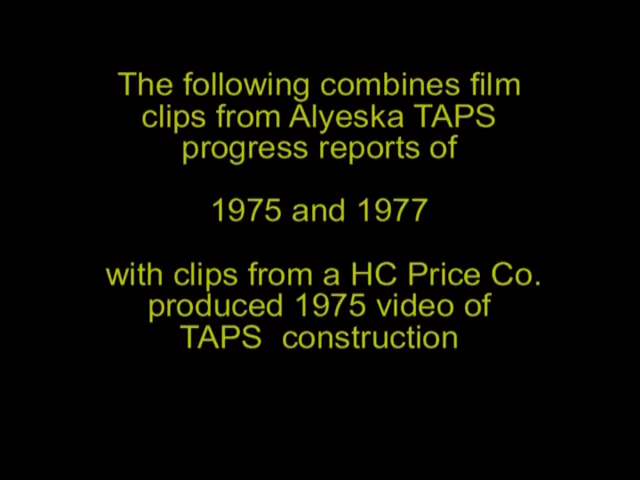 The following combines film
clips from Alyeska TAPS
progress reports of
1975 and 1977
with clips from a HC Price Co.
produced 1975 video of
TAPS  construction